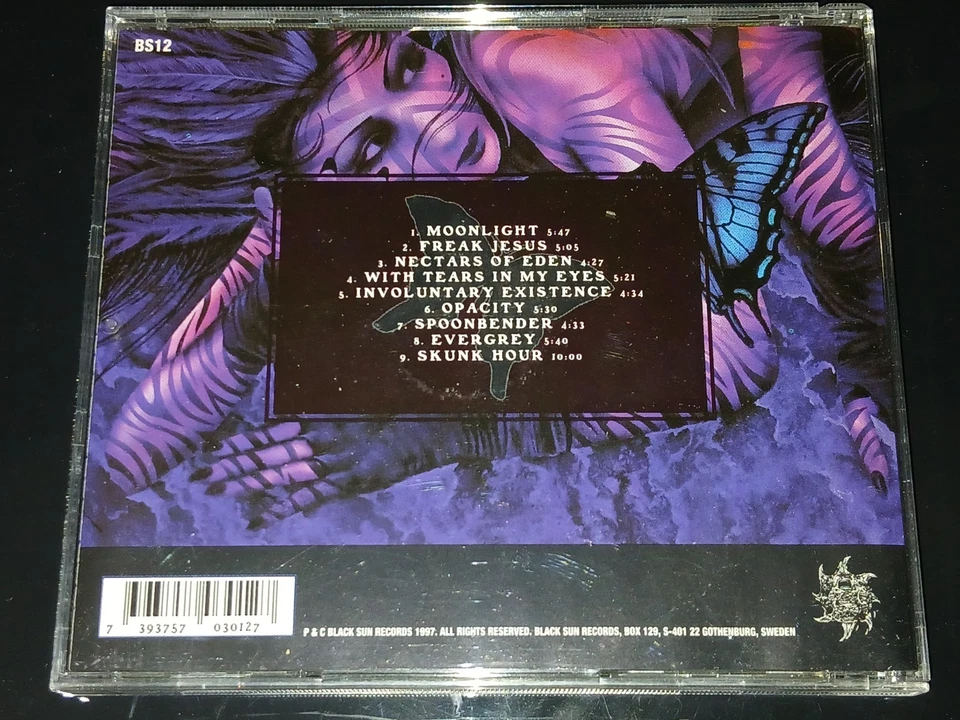 BS12
1. MOONLIGHT 5:47
2. FREAK JESUS 5:05
3. NECTARS OF EDEN 4:27
4. WITH TEARS IN MY EYES 5:21
5. INVOLUNTARY EXISTENCE 4:34
6. OPACITY 5:30
7. SPOONBENDER 4:33
8. EVERGREY 5:40
9. SKUNK HOUR 10:00
7 393757 030127
P & C BLACK SUN RECORDS 1997. ALL RIGHTS RESERVED. BLACK SUN RECORDS, BOX 129, S-401 22 GOTHENBURG, SWEDEN